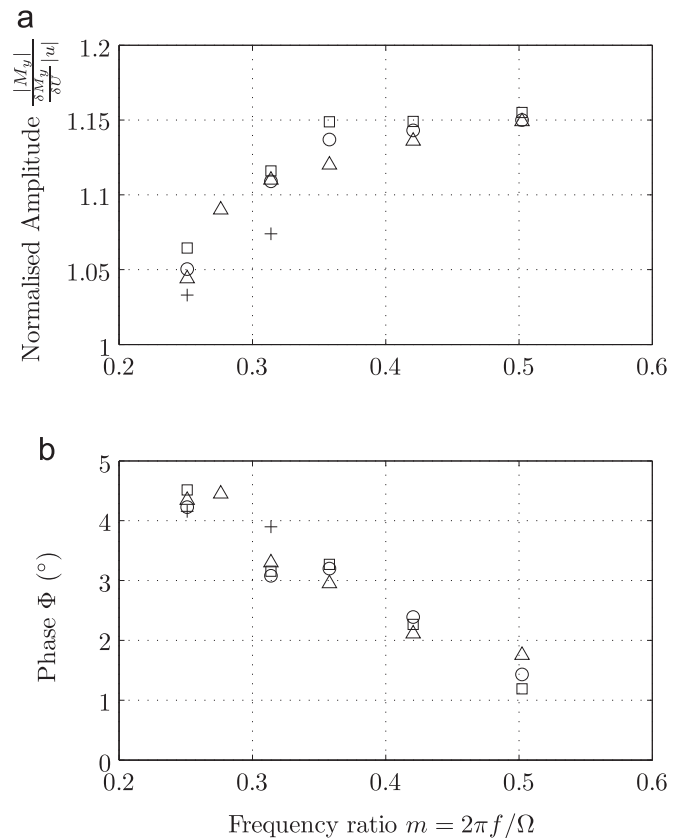 a
Normalised Amplitude |M_y| / (δM_y/δU |u|)
1.2
1.15
1.1
1.05
1
0.2 0.3 0.4 0.5 0.6
b
Phase Φ (°)
5
4
3
2
1
0
0.2 0.3 0.4 0.5 0.6
Frequency ratio m = 2πf/Ω